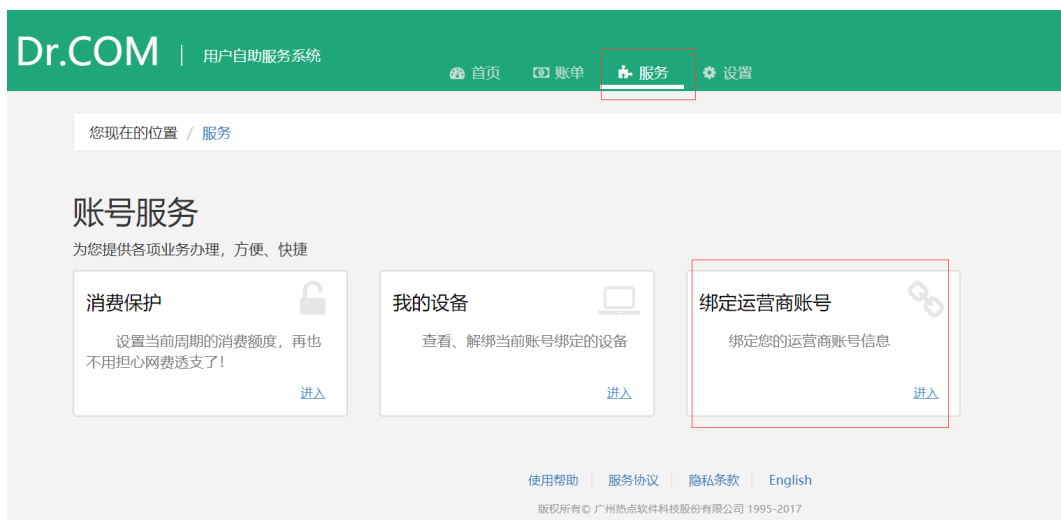 Dr.COM | 用户自助服务系统
首页 账单 服务 设置
您现在的位置 / 服务
账号服务
为您提供各项业务办理，方便、快捷
消费保护
设置当前周期的消费额度，再也
不用担心网费透支了！
进入
我的设备
查看、解绑当前账号绑定的设备
进入
绑定运营商账号
绑定您的运营商账号信息
进入
使用帮助 服务协议 隐私条款 English
版权所有© 广州热点软件科技股份有限公司 1995-2017